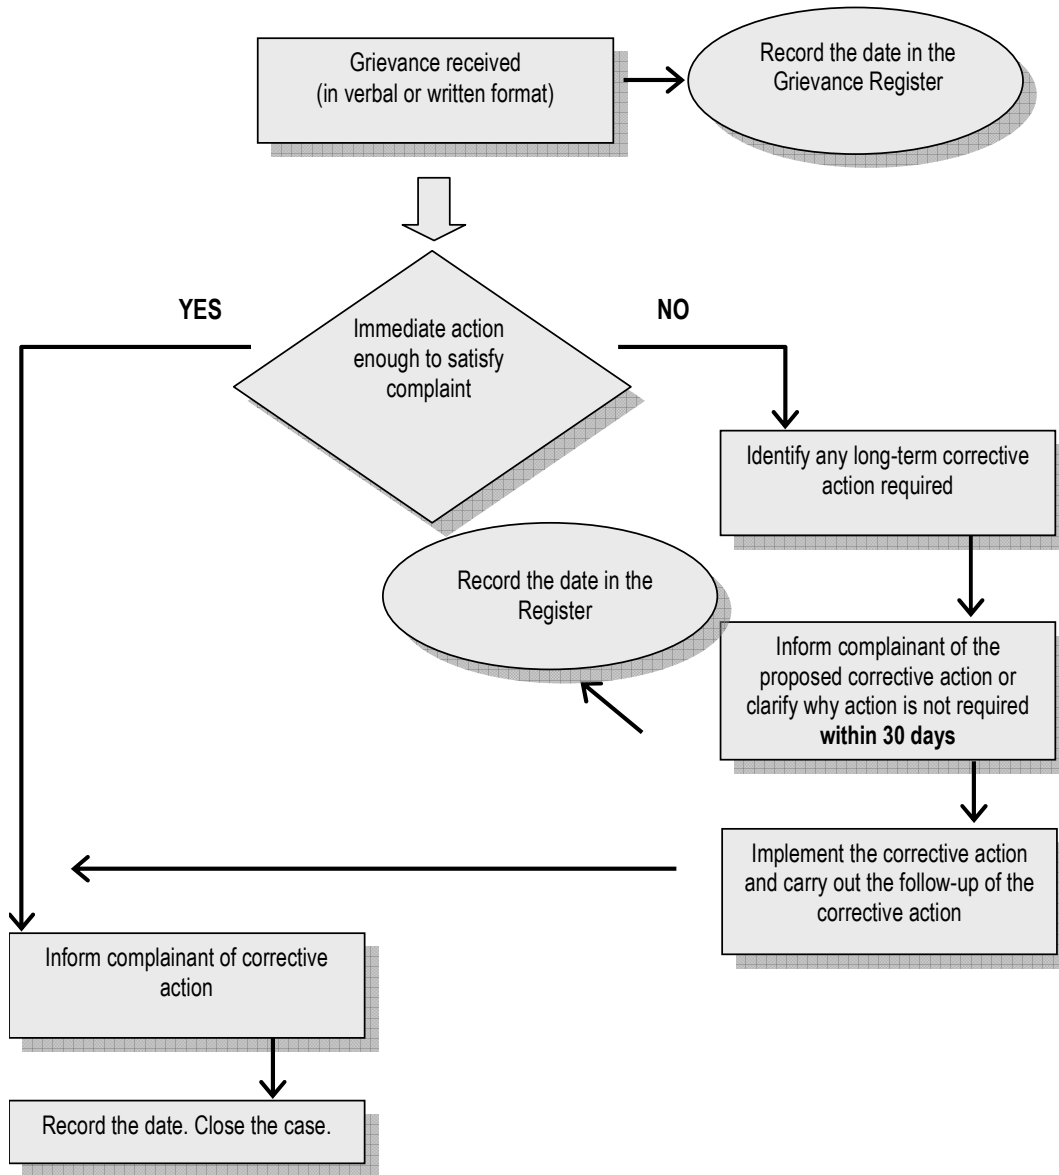 Grievance received
(in verbal or written format)
Record the date in the
Grievance Register
YES
NO
Immediate action
enough to satisfy
complaint
Identify any long-term corrective
action required
Record the date in the
Register
Inform complainant of the
proposed corrective action or
clarify why action is not required
within 30 days
Implement the corrective action
and carry out the follow-up of the
corrective action
Inform complainant of corrective
action
Record the date. Close the case.